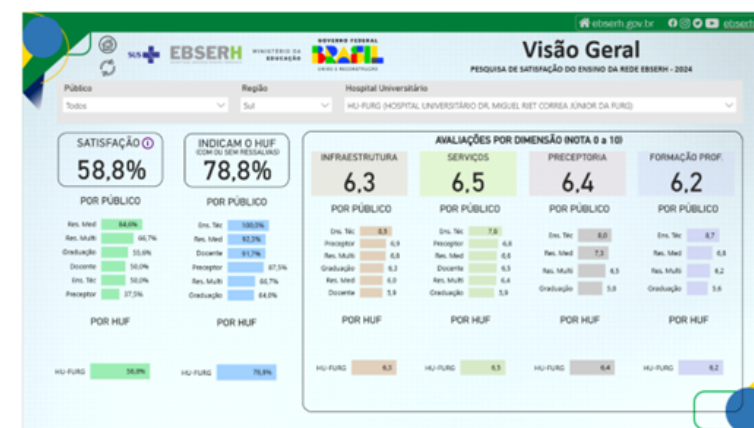 ebserh.gov.br ebserh
SUS EBSERH MINISTÉRIO DA EDUCAÇÃO GOVERNO FEDERAL BRASIL UNIÃO E RECONSTRUÇÃO
Visão Geral
PESQUISA DE SATISFAÇÃO DO ENSINO DA REDE EBSERH - 2024
Público Região Hospital Universitário
Todos Sul HU-FURG (HOSPITAL UNIVERSITÁRIO DR. MIGUEL RIET CORREA JÚNIOR DA FURG)
SATISFAÇÃO
58,8%
POR PÚBLICO
Res. Med 84,6%
Res. Multi 66,7%
Graduação 55,6%
Docente 50,0%
Ens. Téc 50,0%
Preceptor 37,5%
POR HUF
HU-FURG 58,8%
INDICAM O HUF
(COM OU SEM RESSALVAS)
78,8%
POR PÚBLICO
Ens. Téc 100,0%
Res. Med 92,3%
Docente 91,7%
Preceptor 87,5%
Res. Multi 66,7%
Graduação
POR HUF
HU-FURG 78,8%
AVALIAÇÕES POR DIMENSÃO (NOTA 0 a 10)
INFRAESTRUTURA
6,3
POR PÚBLICO
Ens. Téc 8,5
Preceptor 6,9
Res. Multi 6,8
Graduação 6,2
Res. Med 6,0
Docente 5,9
POR HUF
HU-FURG 6,3
SERVIÇOS
6,5
POR PÚBLICO
Ens. Téc 7,8
Preceptor 6,8
Res. Med 6,6
Docente 6,5
Res. Multi 6,4
Graduação 5,9
POR HUF
HU-FURG 6,5
PRECEPTORIA
6,4
POR PÚBLICO
Ens. Téc 8,0
Res. Med 7,3
Res. Multi 6,5
Graduação 5,8
POR HUF
HU-FURG 6,4
FORMAÇÃO PROF.
6,2
POR PÚBLICO
Ens. Téc 8,7
Res. Med 6,8
Res. Multi 6,2
Graduação 5,6
POR HUF
HU-FURG 6,2